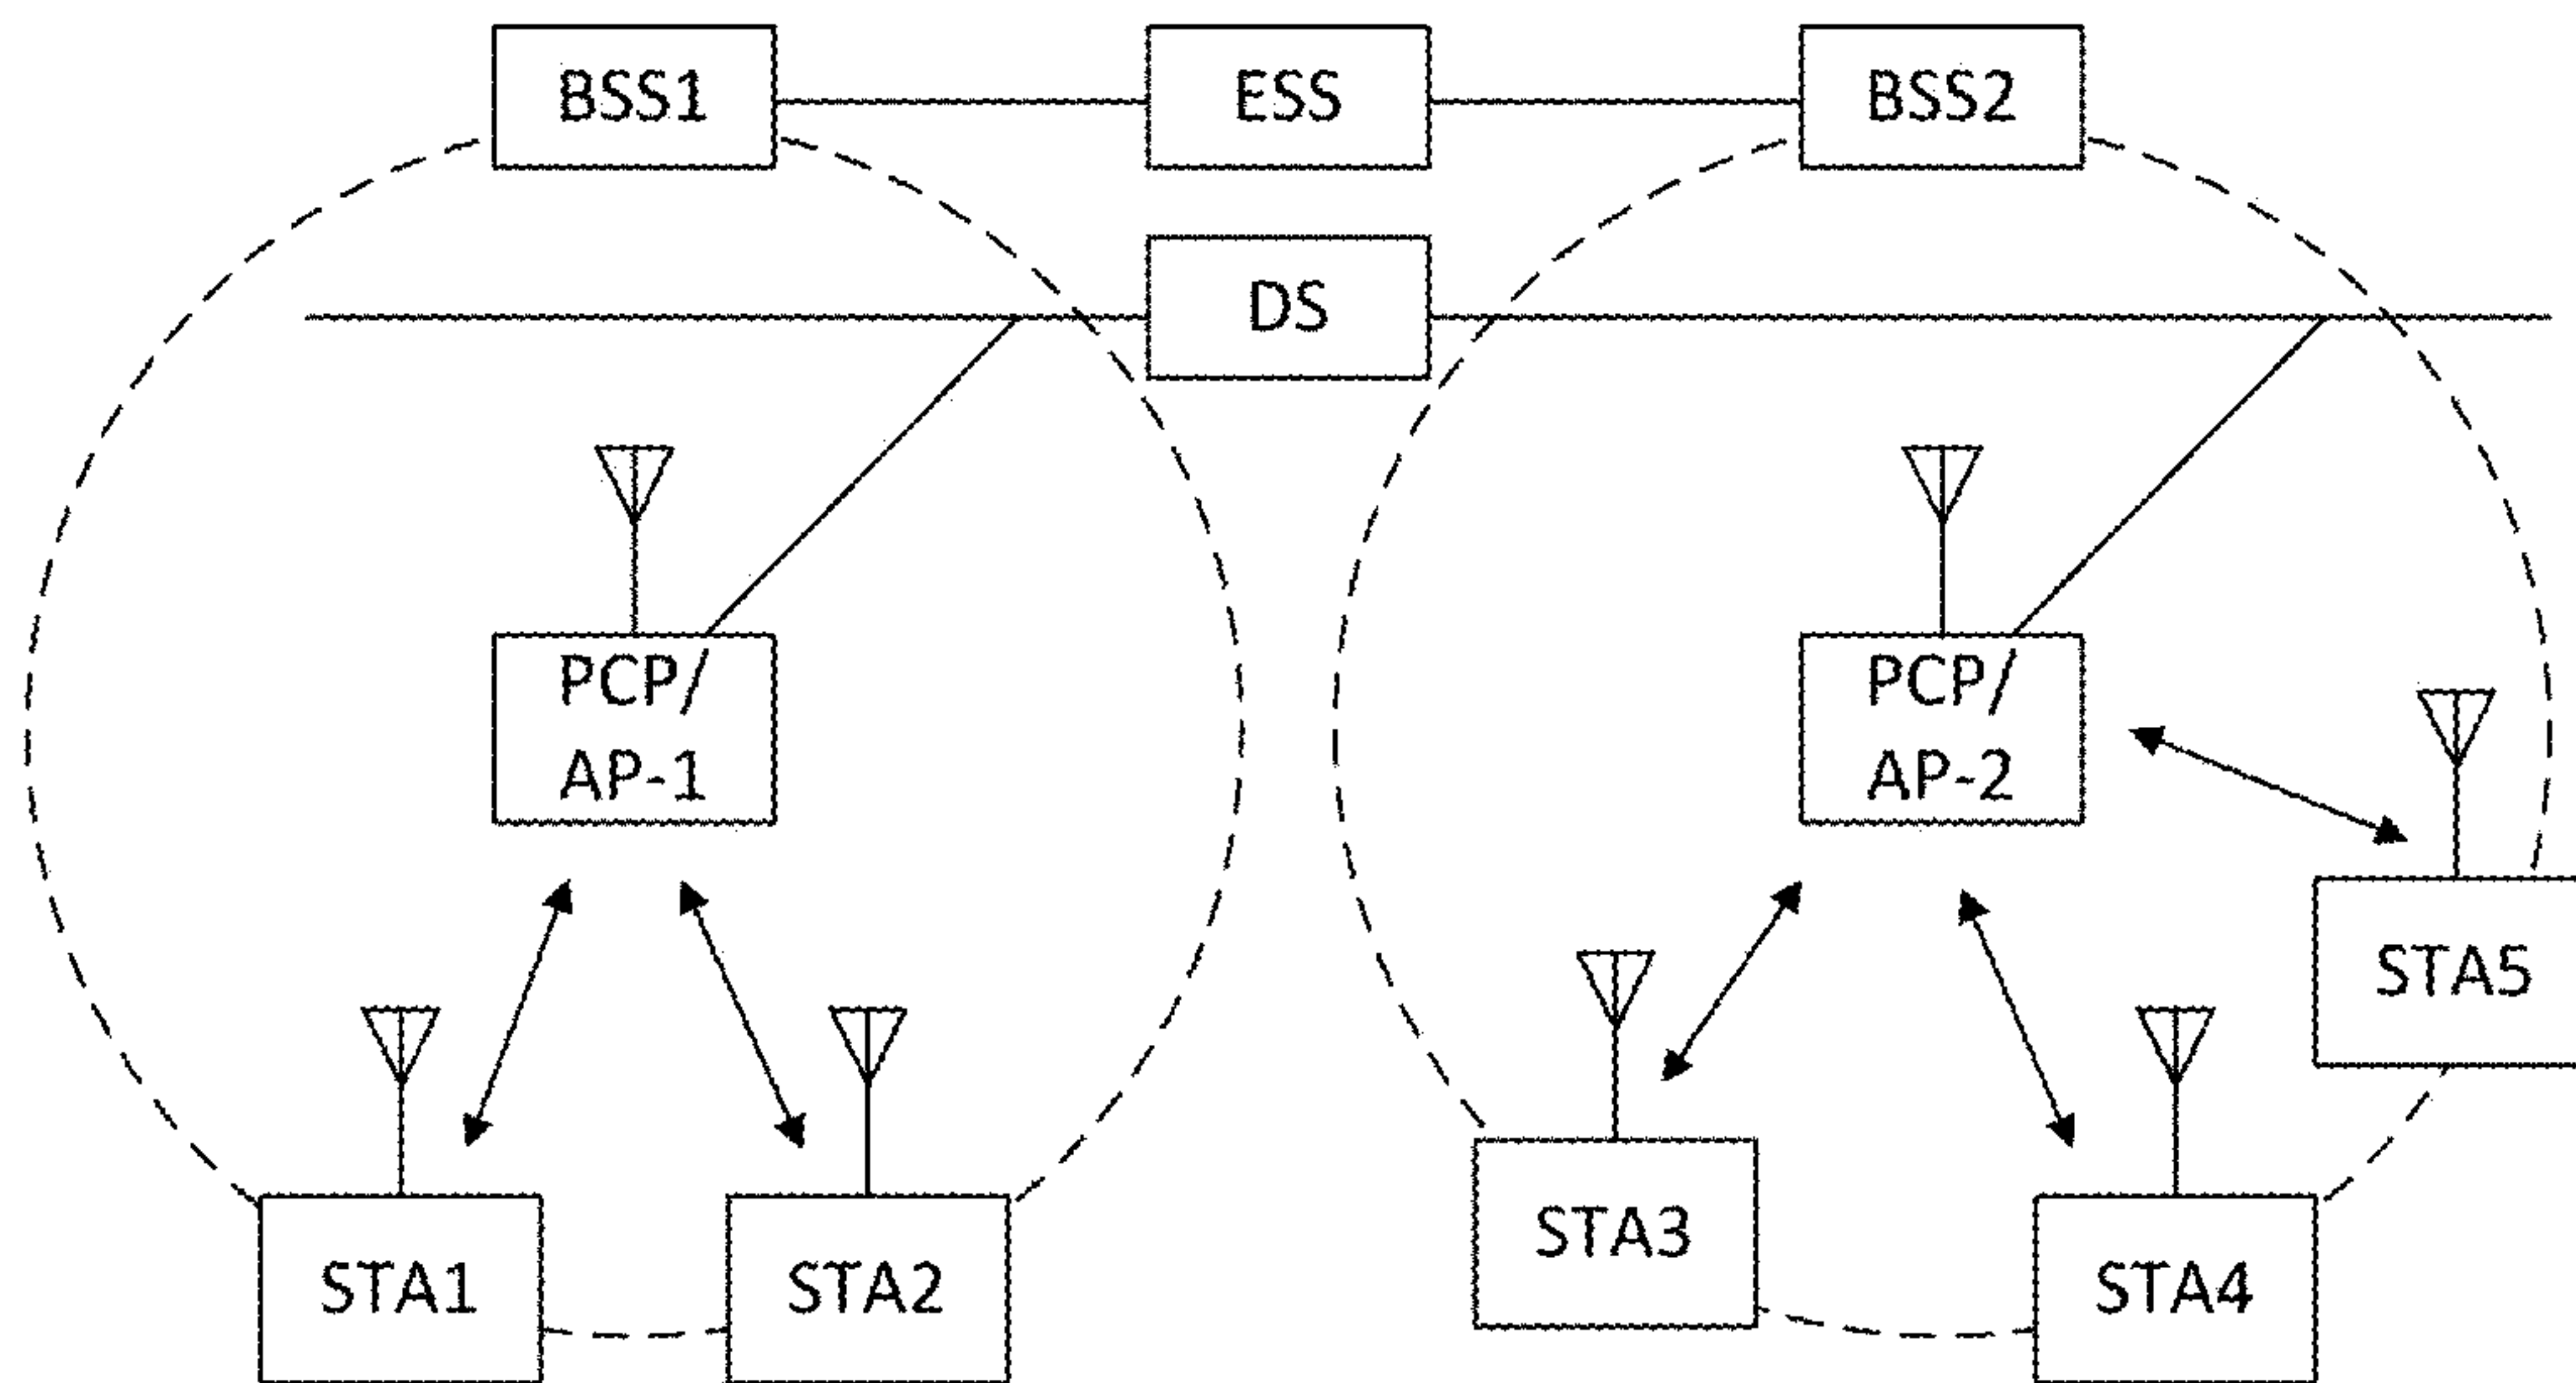 BSS1
ESS
BSS2
DS
PCP/
AP-1
PCP/
AP-2
STA5
STA3
STA1
STA2
STA4